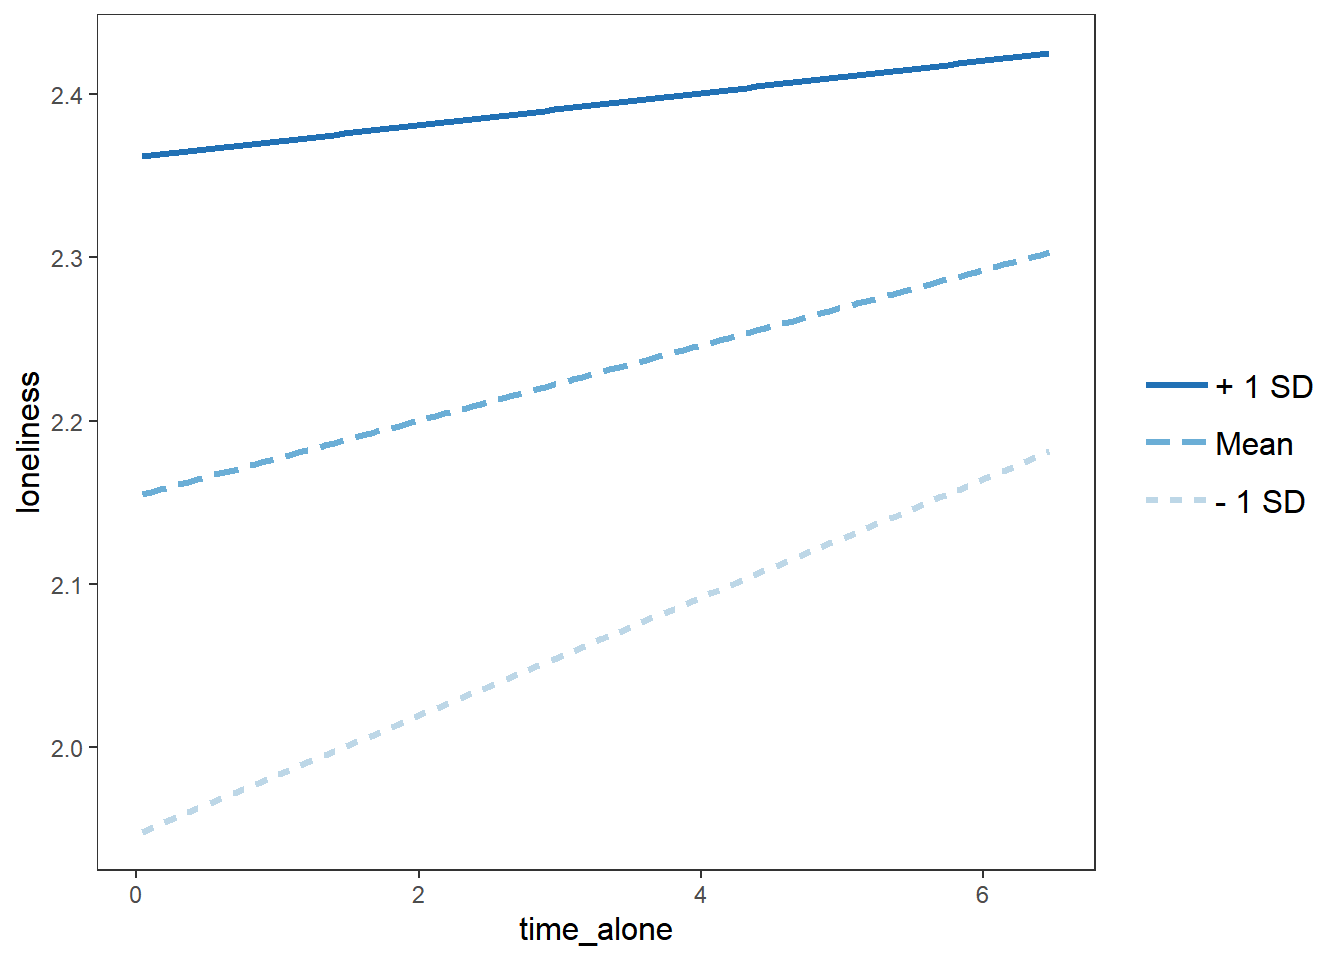 2.4
2.3
2.2
2.1
2.0
loneliness
0
2
4
6
time_alone
+ 1 SD
Mean
- 1 SD